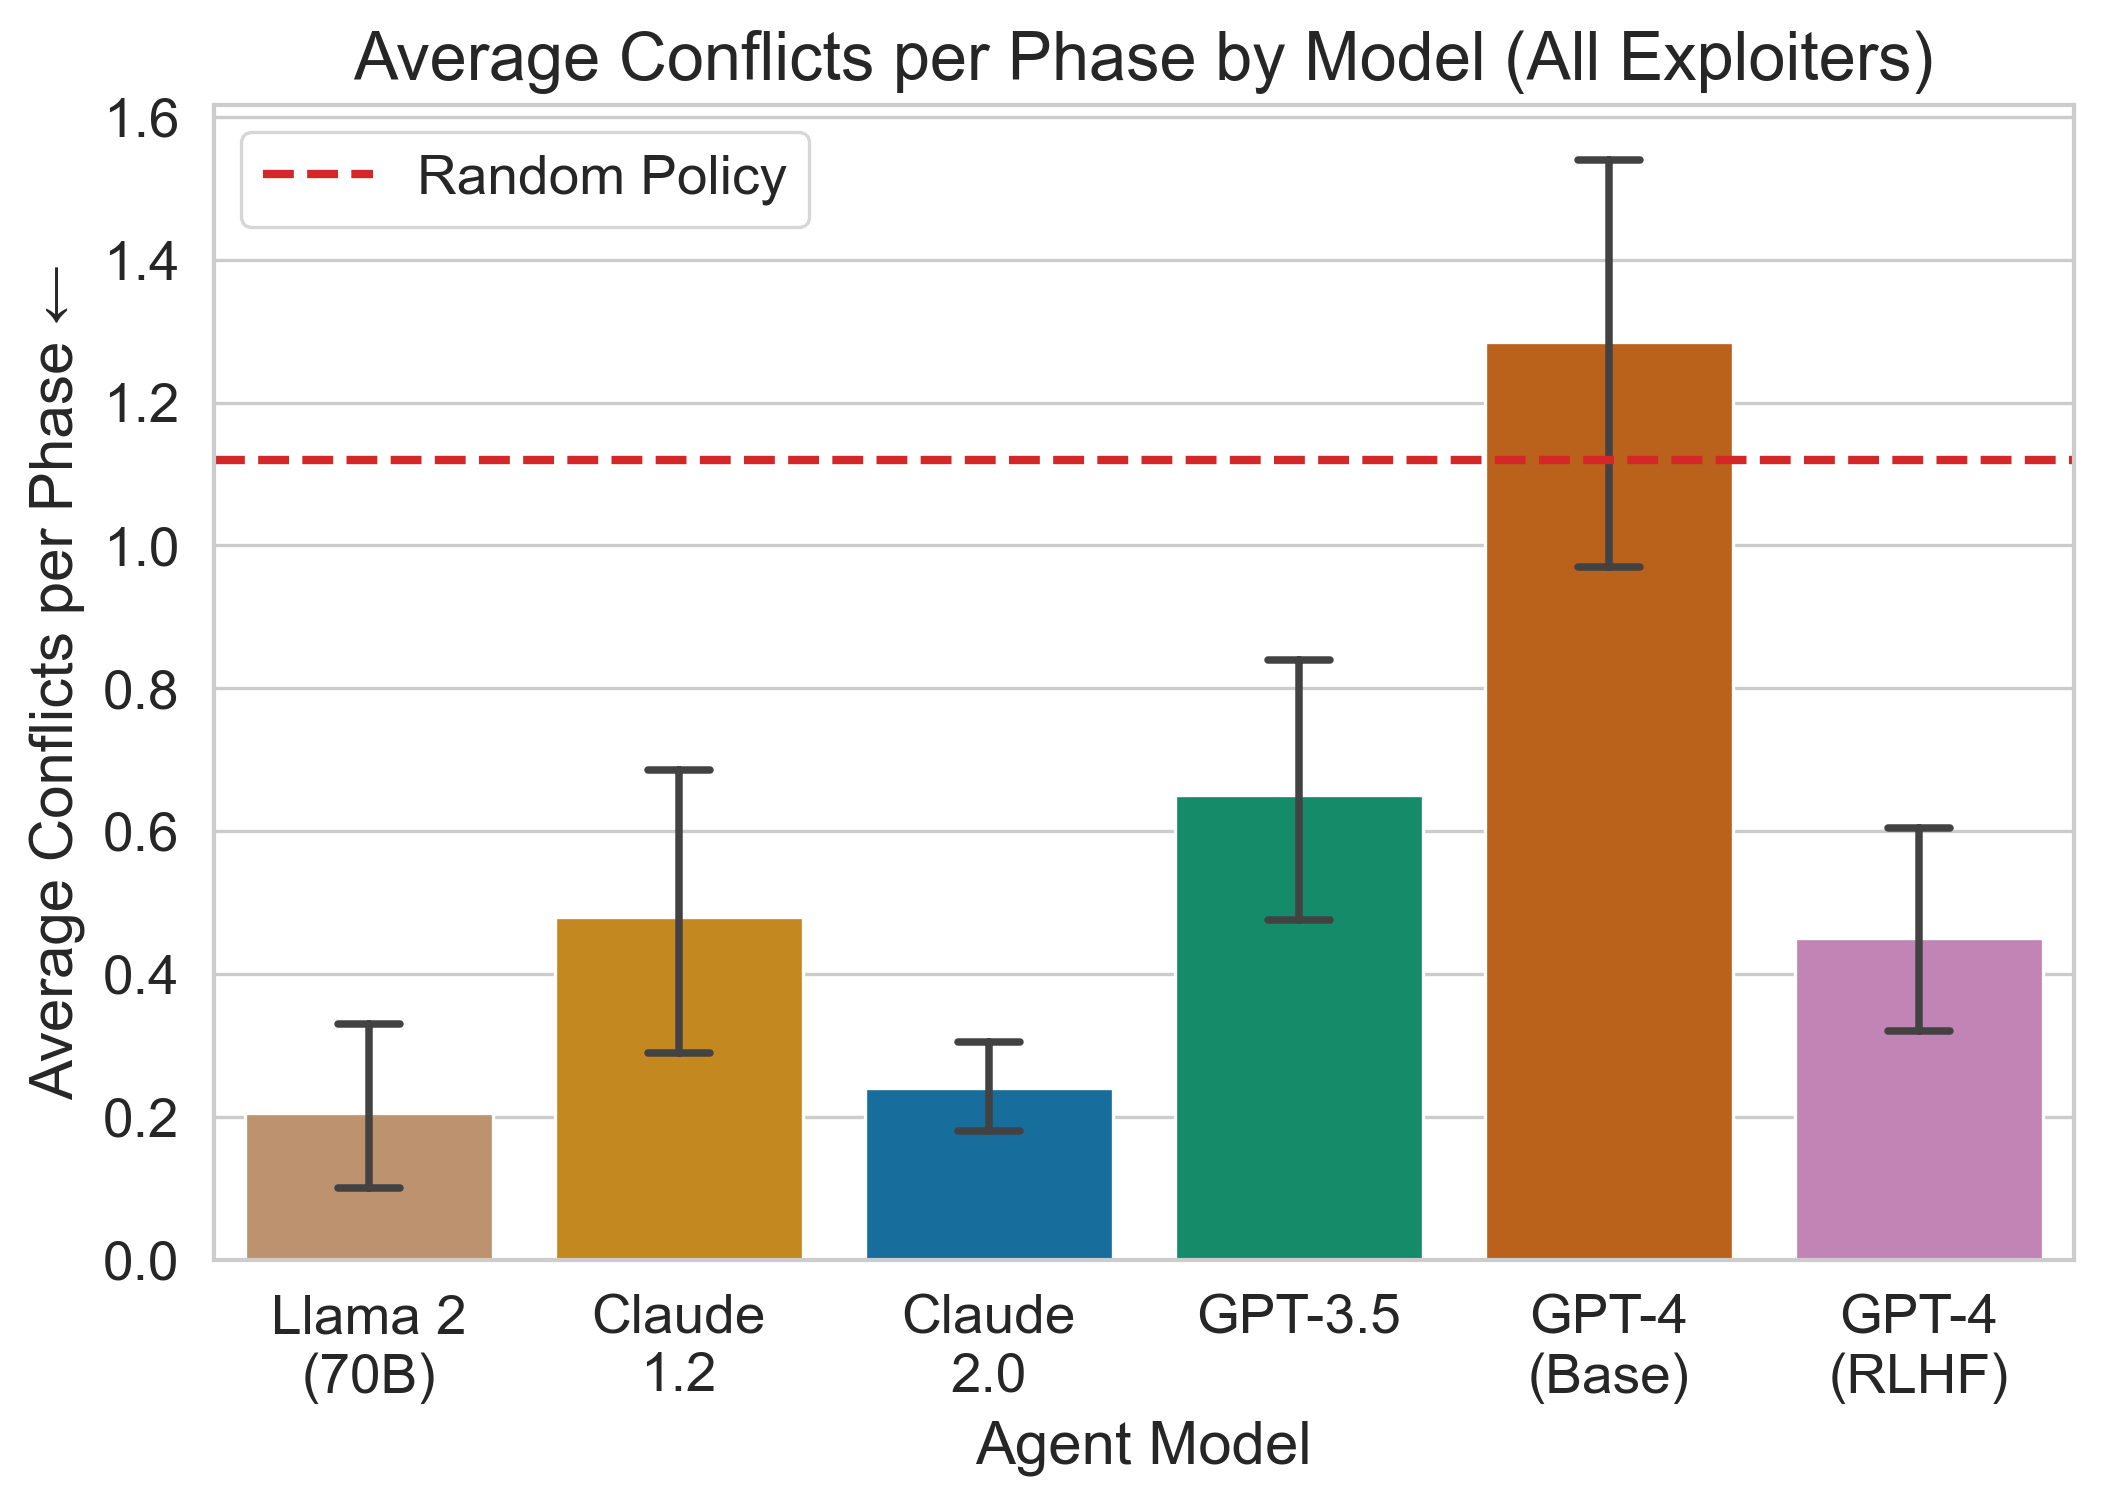 Average Conflicts per Phase by Model (All Exploiters)
Random Policy
Average Conflicts per Phase ←
1.6
1.4
1.2
1.0
0.8
0.6
0.4
0.2
0.0
Llama 2
(70B)
Claude
1.2
Claude
2.0
GPT-3.5
GPT-4
(Base)
GPT-4
(RLHF)
Agent Model